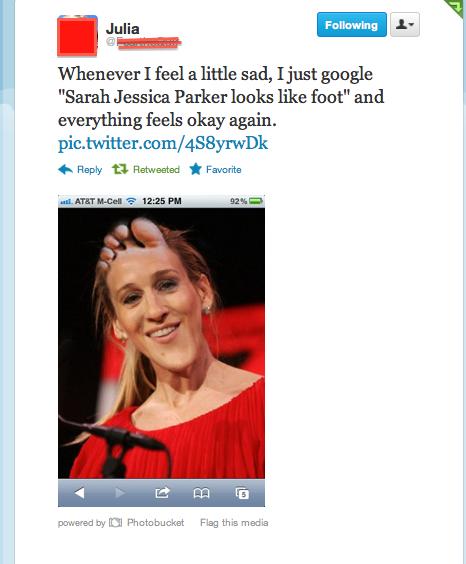 Julia
Following
@
Whenever I feel a little sad, I just google
"Sarah Jessica Parker looks like foot" and
everything feels okay again.
pic.twitter.com/4S8yrwDk
Reply Retweeted Favorite
AT&T M-Cell 12:25 PM 92%
5
powered by Photobucket Flag this media